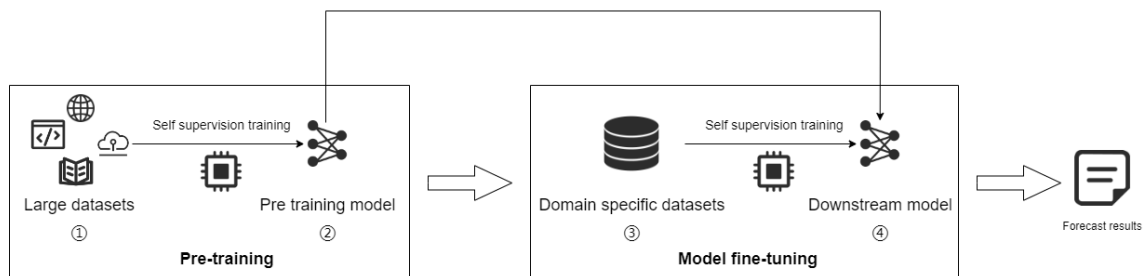 Self supervision training
Large datasets
①
Pre training model
②
Pre-training
Self supervision training
Domain specific datasets
③
Downstream model
④
Model fine-tuning
Forecast results